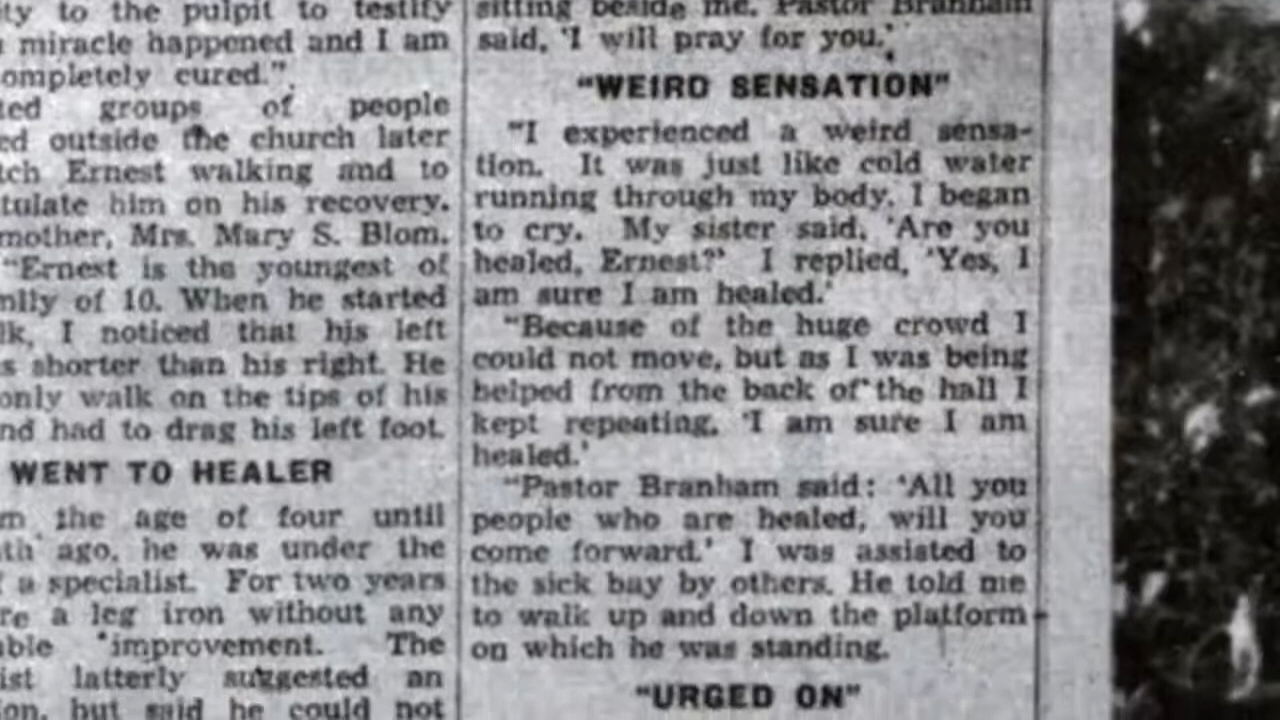 ity to the pulpit to testify
miracle happened and I am
completely cured."
ted groups of people
ed outside the church later
tch Ernest walking and to
tulate him on his recovery.
mother, Mrs. Mary S. Blom.
"Ernest is the youngest of
mily of 10. When he started
lk, I noticed that his left
s shorter than his right. He
only walk on the tips of his
nd had to drag his left foot.
WENT TO HEALER
m the age of four until
th ago, he was under the
f a specialist. For two years
re a leg iron without any
able improvement. The
ist latterly suggested an
ion, but said he could not
sitting beside me. Pastor Branham
said, 'I will pray for you.'
"WEIRD SENSATION"
"I experienced a weird sensa-
tion. It was just like cold water
running through my body. I began
to cry. My sister said, 'Are you
healed, Ernest?' I replied, 'Yes, I
am sure I am healed.'
"Because of the huge crowd I
could not move, but as I was being
helped from the back of the hall I
kept repeating, 'I am sure I am
healed.'
"Pastor Branham said: 'All you
people who are healed, will you
come forward.' I was assisted to
the sick bay by others. He told me
to walk up and down the platform
on which he was standing.
"URGED ON"